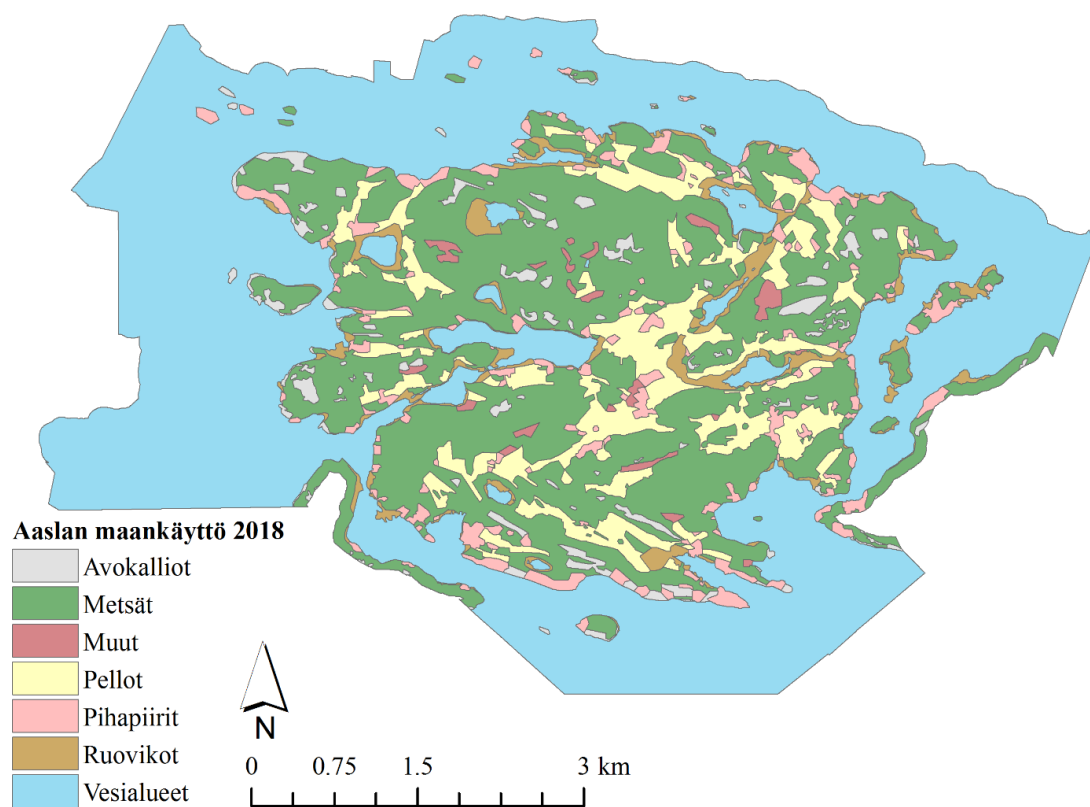 Aaslan maankäyttö 2018
Avokalliot
Metsät
Muut
Pellot
Pihapiirit
Ruovikot
Vesialueet
N
0 0.75 1.5 3 km